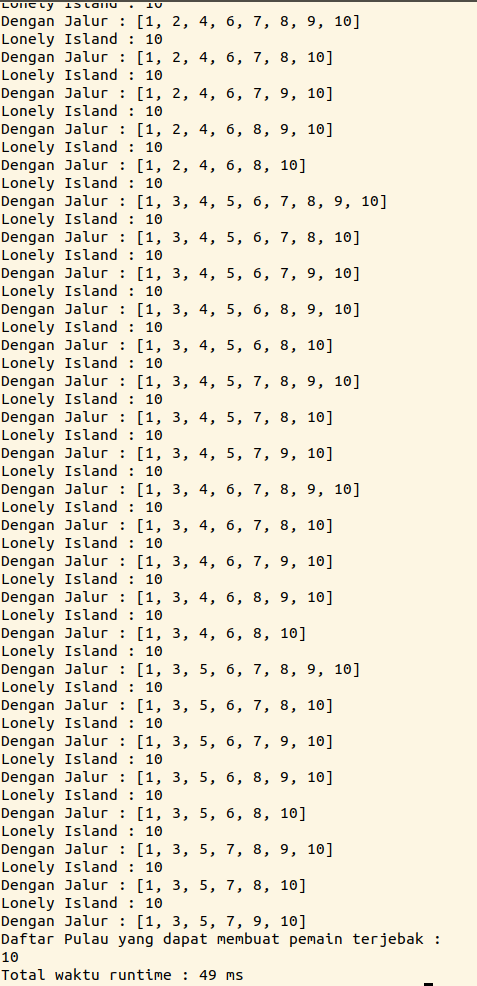 Lonely Island : 10
Dengan Jalur : [1, 2, 4, 6, 7, 8, 9, 10]
Lonely Island : 10
Dengan Jalur : [1, 2, 4, 6, 7, 8, 10]
Lonely Island : 10
Dengan Jalur : [1, 2, 4, 6, 7, 9, 10]
Lonely Island : 10
Dengan Jalur : [1, 2, 4, 6, 8, 9, 10]
Lonely Island : 10
Dengan Jalur : [1, 2, 4, 6, 8, 10]
Lonely Island : 10
Dengan Jalur : [1, 3, 4, 5, 6, 7, 8, 9, 10]
Lonely Island : 10
Dengan Jalur : [1, 3, 4, 5, 6, 7, 8, 10]
Lonely Island : 10
Dengan Jalur : [1, 3, 4, 5, 6, 7, 9, 10]
Lonely Island : 10
Dengan Jalur : [1, 3, 4, 5, 6, 8, 9, 10]
Lonely Island : 10
Dengan Jalur : [1, 3, 4, 5, 6, 8, 10]
Lonely Island : 10
Dengan Jalur : [1, 3, 4, 5, 7, 8, 9, 10]
Lonely Island : 10
Dengan Jalur : [1, 3, 4, 5, 7, 8, 10]
Lonely Island : 10
Dengan Jalur : [1, 3, 4, 5, 7, 9, 10]
Lonely Island : 10
Dengan Jalur : [1, 3, 4, 6, 7, 8, 9, 10]
Lonely Island : 10
Dengan Jalur : [1, 3, 4, 6, 7, 8, 10]
Lonely Island : 10
Dengan Jalur : [1, 3, 4, 6, 7, 9, 10]
Lonely Island : 10
Dengan Jalur : [1, 3, 4, 6, 8, 9, 10]
Lonely Island : 10
Dengan Jalur : [1, 3, 4, 6, 8, 10]
Lonely Island : 10
Dengan Jalur : [1, 3, 5, 6, 7, 8, 9, 10]
Lonely Island : 10
Dengan Jalur : [1, 3, 5, 6, 7, 8, 10]
Lonely Island : 10
Dengan Jalur : [1, 3, 5, 6, 7, 9, 10]
Lonely Island : 10
Dengan Jalur : [1, 3, 5, 6, 8, 9, 10]
Lonely Island : 10
Dengan Jalur : [1, 3, 5, 6, 8, 10]
Lonely Island : 10
Dengan Jalur : [1, 3, 5, 7, 8, 9, 10]
Lonely Island : 10
Dengan Jalur : [1, 3, 5, 7, 8, 10]
Lonely Island : 10
Dengan Jalur : [1, 3, 5, 7, 9, 10]
Daftar Pulau yang dapat membuat pemain terjebak :
10
Total waktu runtime : 49 ms